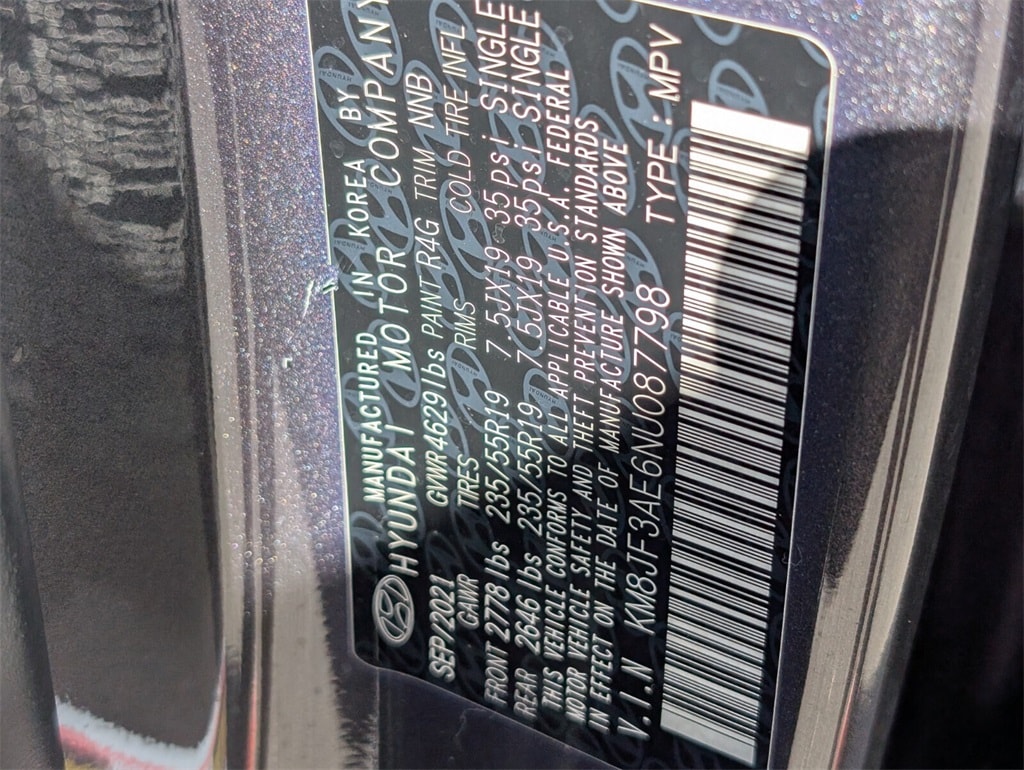 MANUFACTURED IN KOREA BY
HYUNDAI MOTOR COMPANY
SEP/2021 GVWR 4629 lbs PAINT R4G TRIM NNB
GAWR TIRES RIMS COLD TIRE INFL
FRONT 2778 lbs 235/55R19 7.5JX19 35psi SINGLE
REAR 2646 lbs 235/55R19 7.5JX19 35psi SINGLE
THIS VEHICLE CONFORMS TO ALL APPLICABLE U.S.A. FEDERAL
MOTOR VEHICLE SAFETY AND THEFT PREVENTION STANDARDS
IN EFFECT ON THE DATE OF MANUFACTURE SHOWN ABOVE
V.I.N KM8JF3AE6NU087798 TYPE:MPV